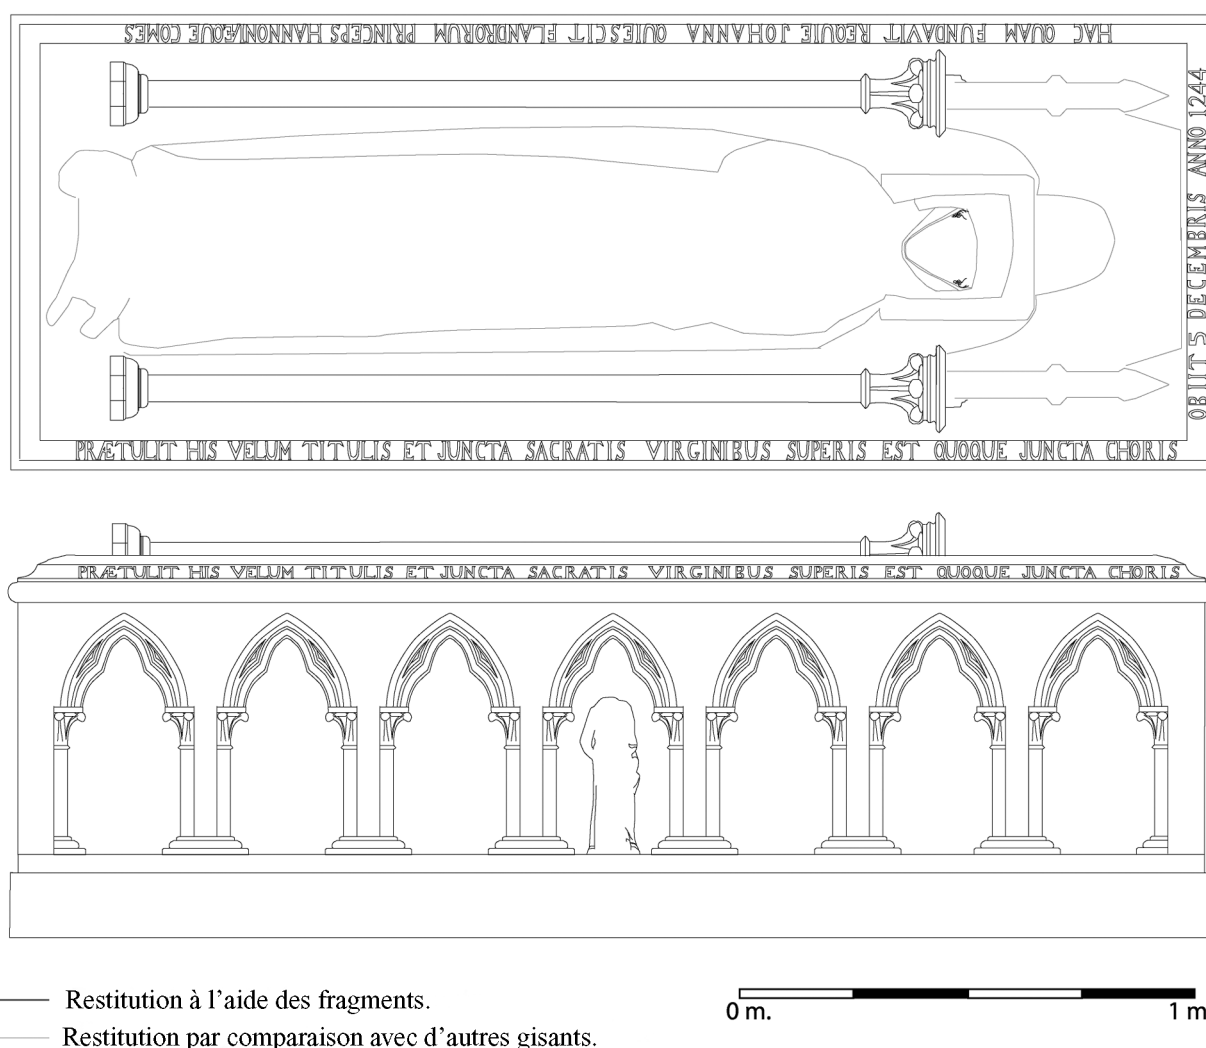 HAC QUAM FUNDAVIT REQUIE JOHANNA QUIESCIT FLANDRORUM PRINCEPS HANNONIÆQUE COMES
OBIIT 5 DECEMBRIS ANNO 1244
PRÆTULIT HIS VELUM TITULIS ET JUNCTA SACRATIS VIRGINIBUS SUPERIS EST QUOQUE JUNCTA CHORIS
PRÆTULIT HIS VELUM TITULIS ET JUNCTA SACRATIS VIRGINIBUS SUPERIS EST QUOQUE JUNCTA CHORIS
Restitution à l'aide des fragments.
0 m. 1 m
Restitution par comparaison avec d'autres gisants.